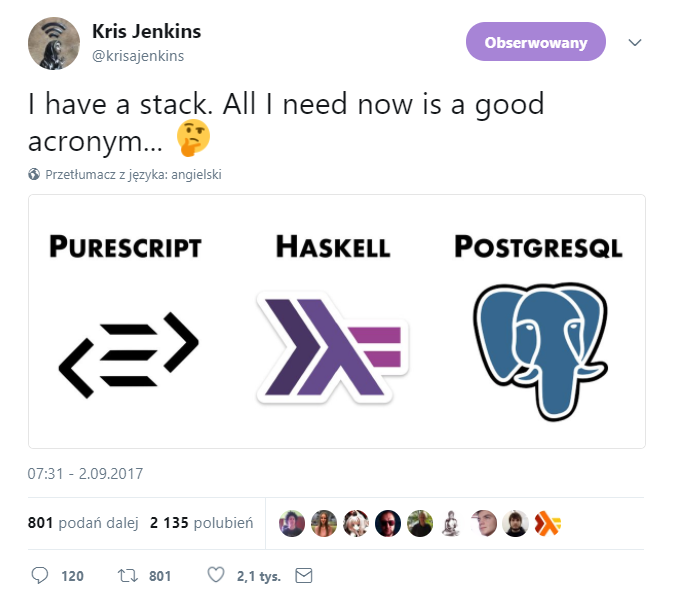 Kris Jenkins
@krisajenkins
Obserwowany
I have a stack. All I need now is a good
acronym... 🤔
Przetłumacz z języka: angielski
PURESCRIPT HASKELL POSTGRESQL
07:31 - 2.09.2017
801 podań dalej 2 135 polubień
120 801 2,1 tys.